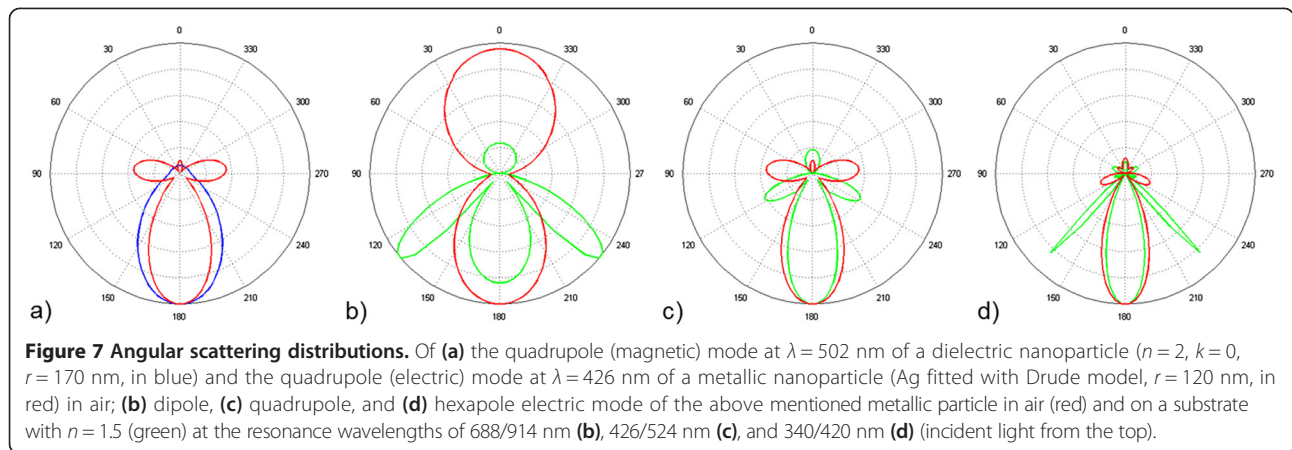 0 0 0 0
30 330 30 330 30 330 30 330
60 300 60 300 60 300 60 300
90 270 90 27 90 270 90 270
120 240 120 240 120 240 120 240
150 210 150 210 150 210 150 210
a) b) c) d)
180 180 180 180
Figure 7 Angular scattering distributions. Of (a) the quadrupole (magnetic) mode at λ = 502 nm of a dielectric nanoparticle (n = 2, k = 0,
r = 170 nm, in blue) and the quadrupole (electric) mode at λ = 426 nm of a metallic nanoparticle (Ag fitted with Drude model, r = 120 nm, in
red) in air; (b) dipole, (c) quadrupole, and (d) hexapole electric mode of the above mentioned metallic particle in air (red) and on a substrate
with n = 1.5 (green) at the resonance wavelengths of 688/914 nm (b), 426/524 nm (c), and 340/420 nm (d) (incident light from the top).